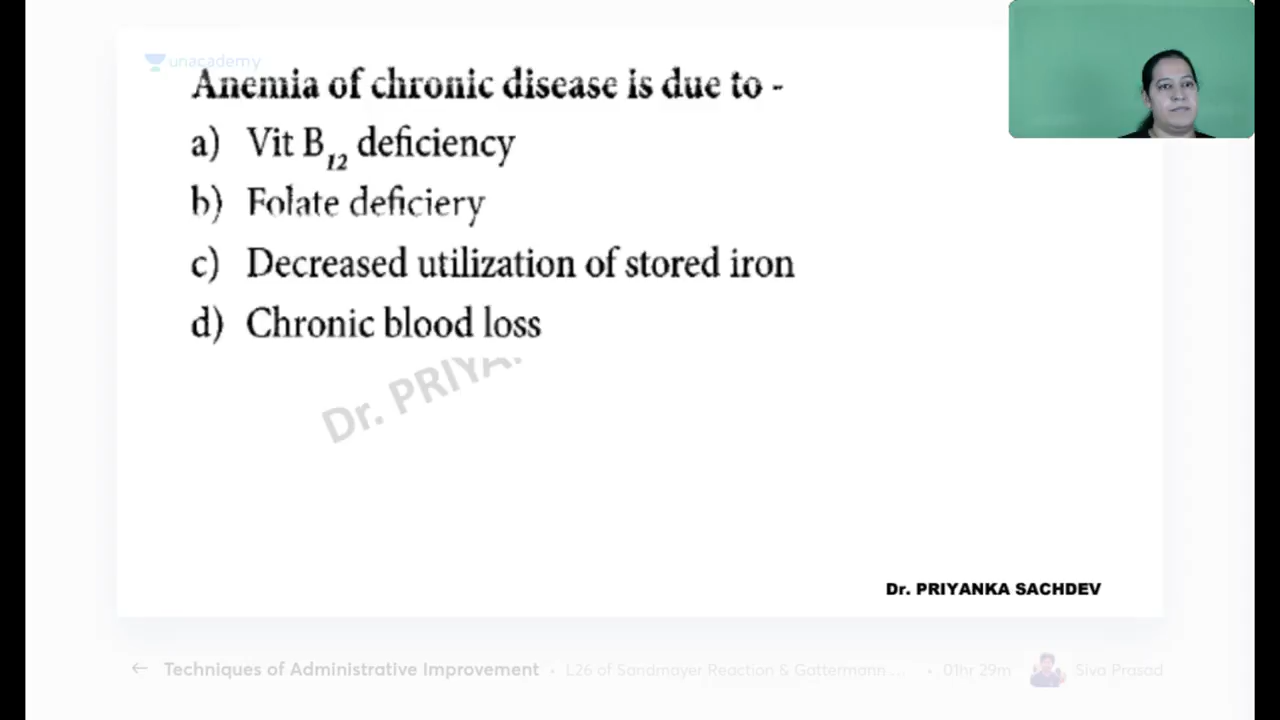 unacademy
Anemia of chronic disease is due to -
a) Vit B12 deficiency
b) Folate deficiery
c) Decreased utilization of stored iron
d) Chronic blood loss
Dr.
Dr. PRIYANKA SACHDEV
← Techniques of Administrative Improvement • L26 of Sandmayer Reaction & Gattermann ... • 01hr 29m Siva Prasad